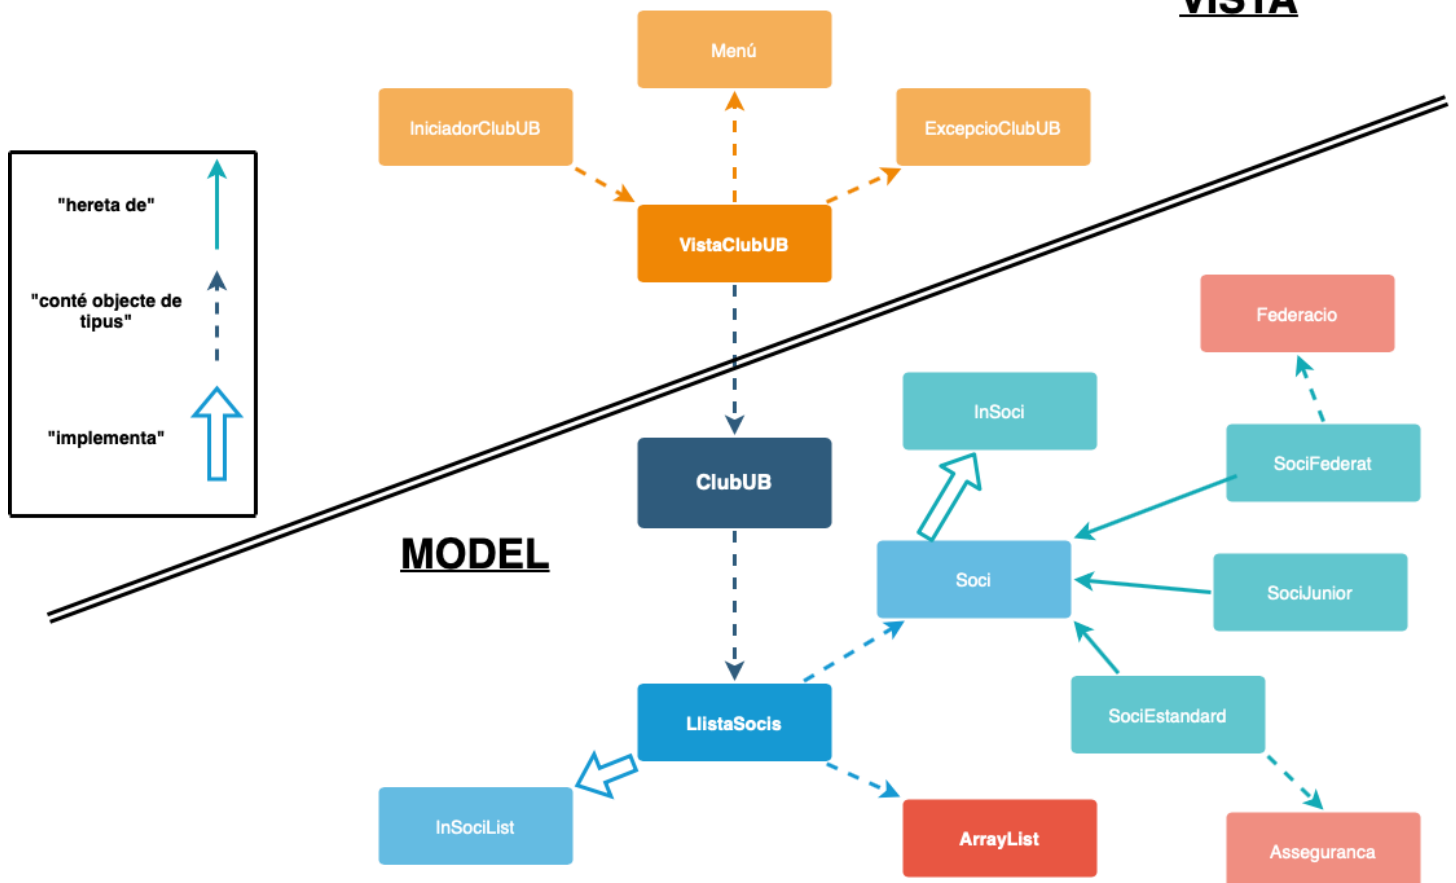 VISTA
Menú
IniciadorClubUB
ExcepcioClubUB
"hereta de"
VistaClubUB
"conté objecte de
tipus"
Federacio
InSoci
"implementa"
SociFederat
ClubUB
MODEL
Soci
SociJunior
SociEstandard
LlistaSocis
InSociList
ArrayList
Asseguranca